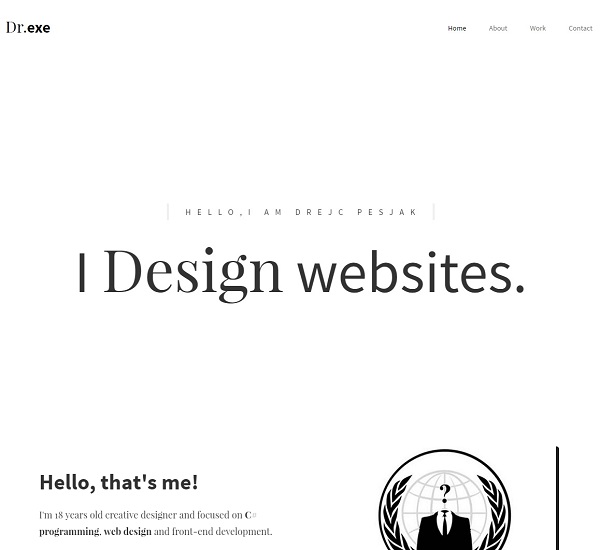 Dr.exe
Home About Work Contact
HELLO,I AM DREJC PESJAK
I Design websites.
Hello, that's me!
I'm 18 years old creative designer and focused on C#
programming, web design and front-end development.
?